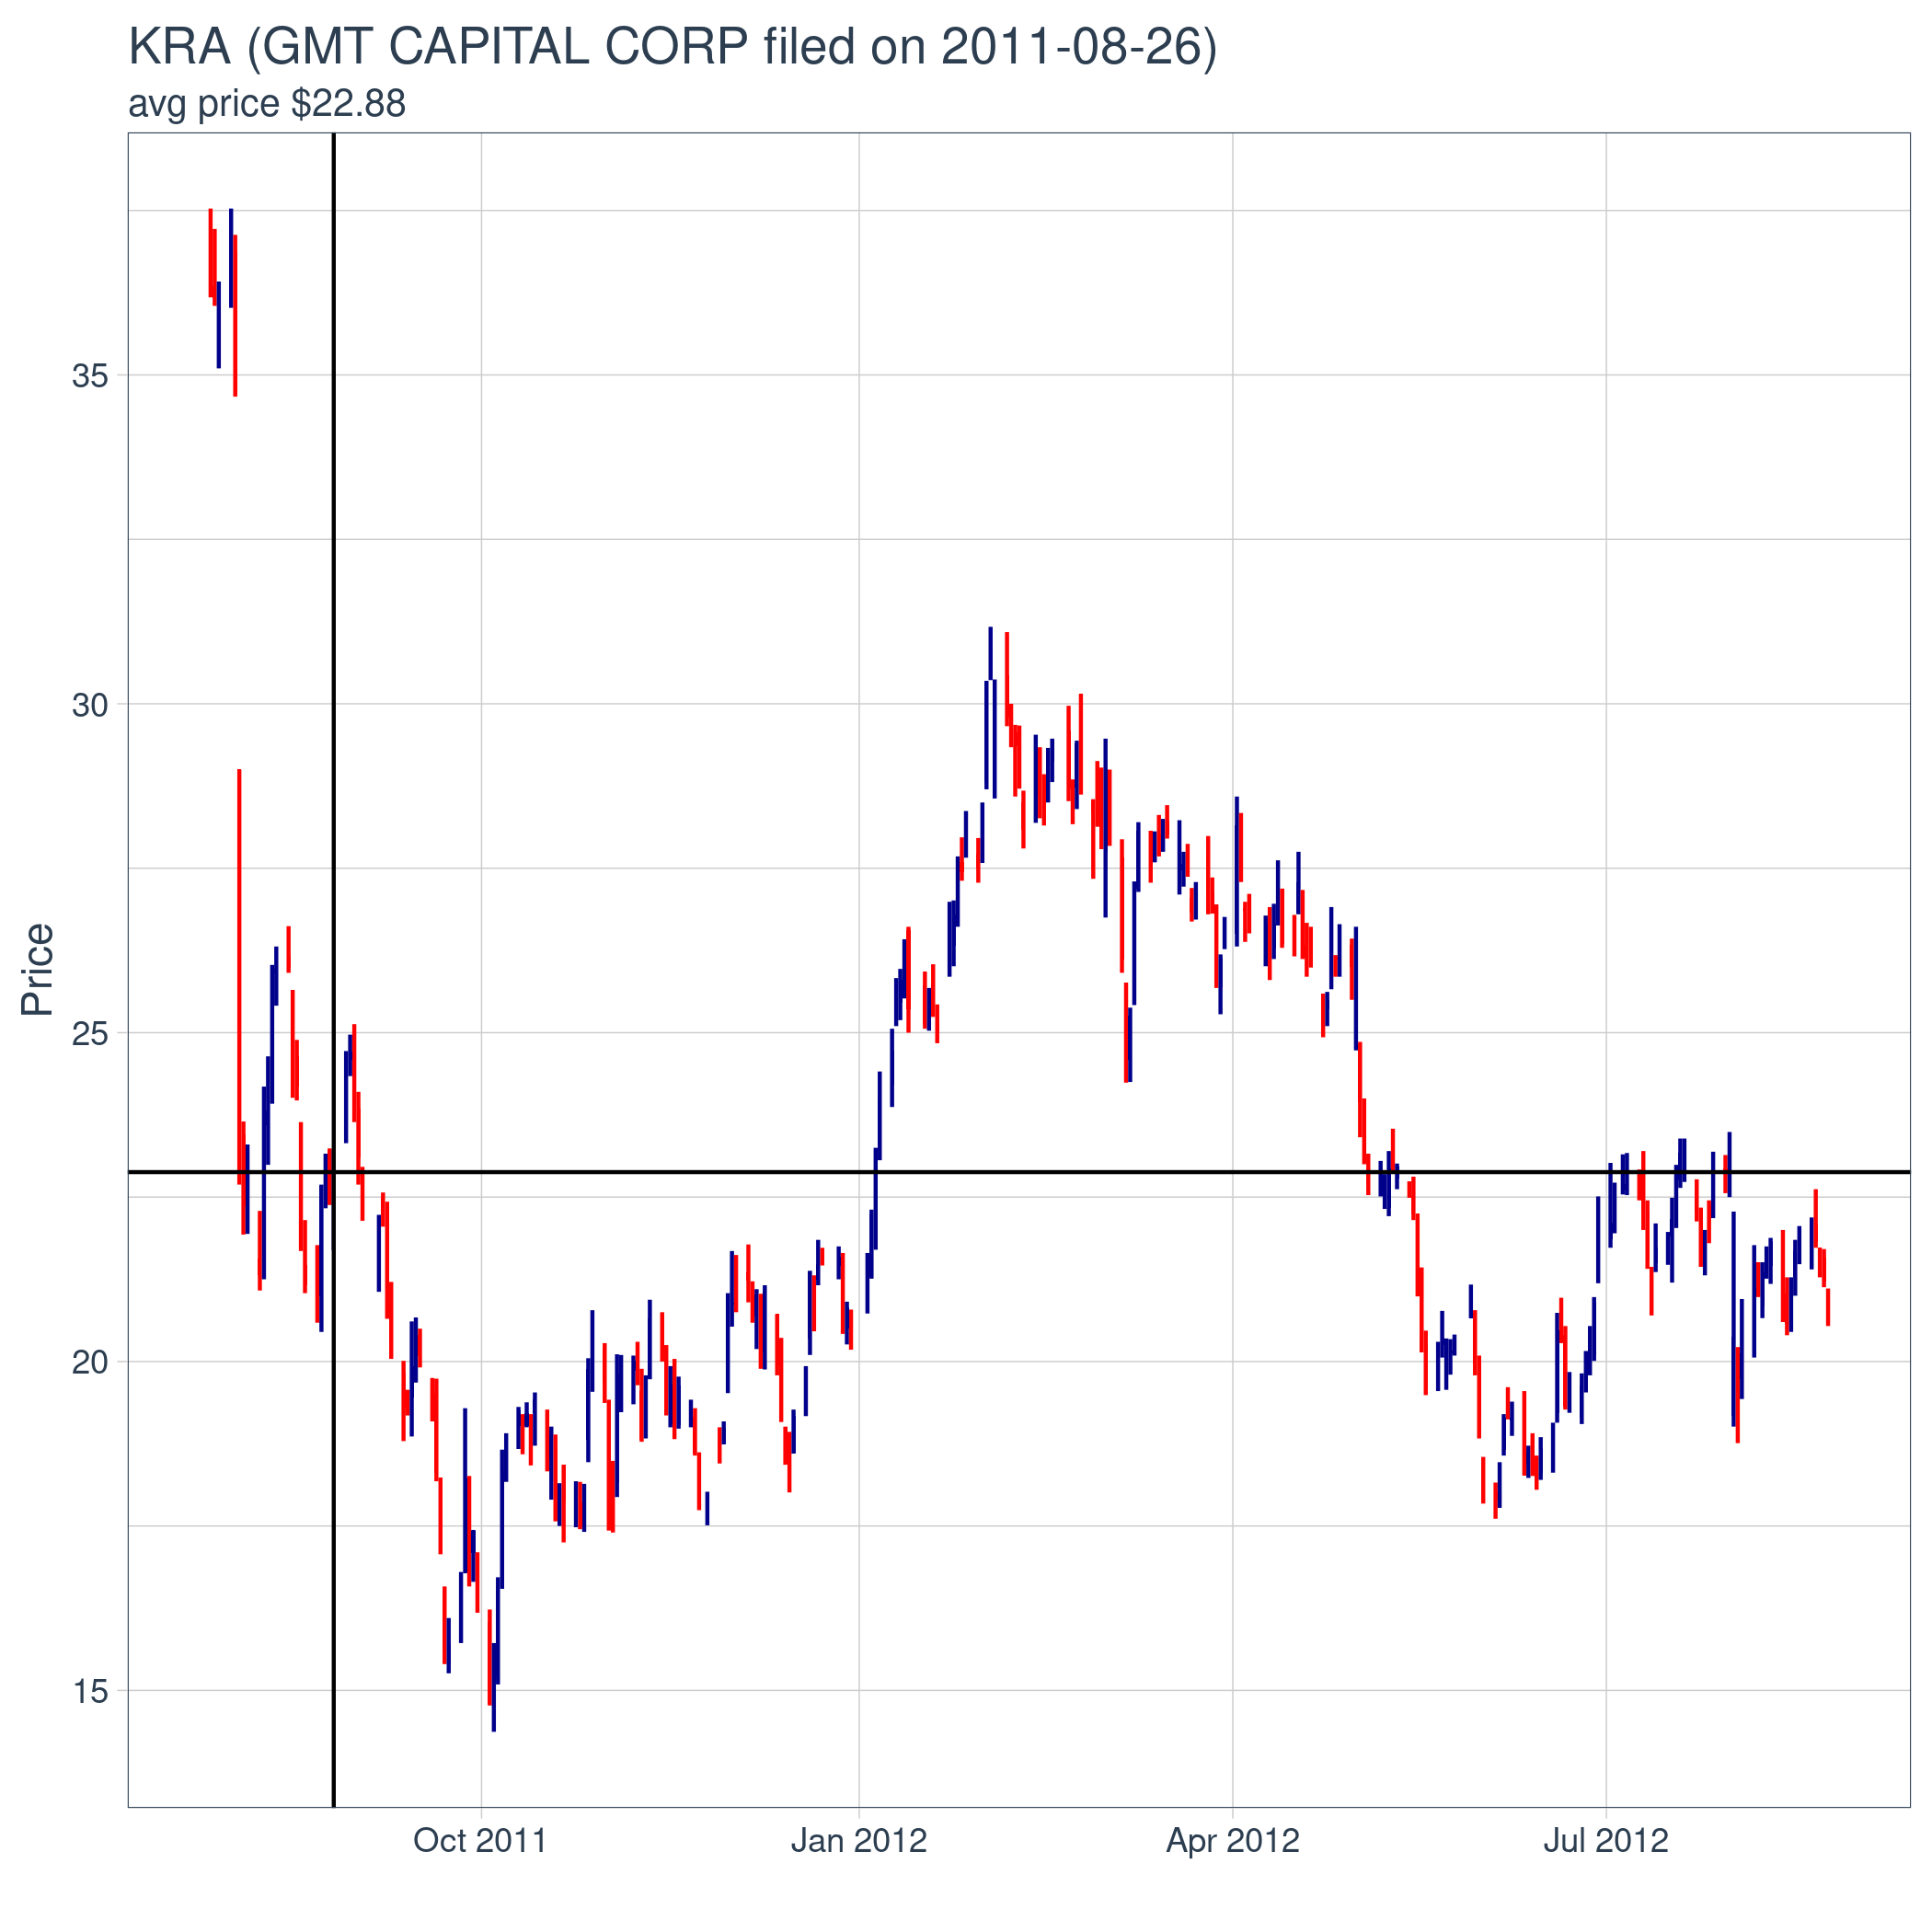 KRA (GMT CAPITAL CORP filed on 2011-08-26)
avg price $22.88
35
30
25
20
15
Price
Oct 2011
Jan 2012
Apr 2012
Jul 2012